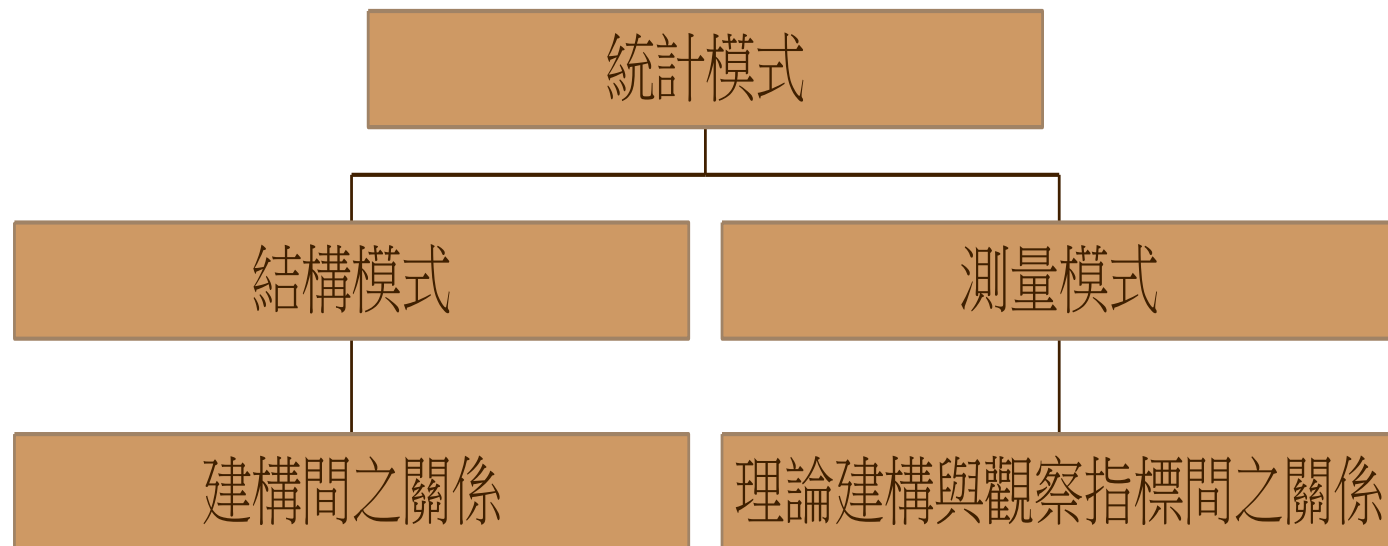 統計模式
結構模式
測量模式
建構間之關係
理論建構與觀察指標間之關係